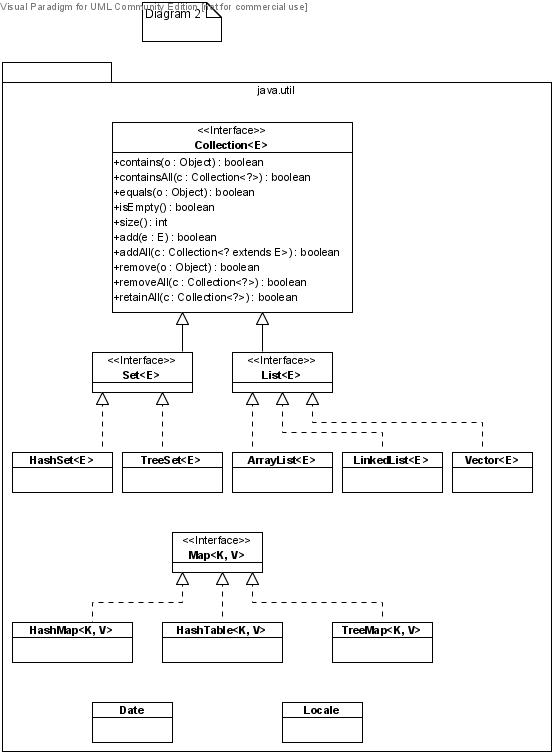 Visual Paradigm for UML Community Edition [not for commercial use]
Diagram 2
java.util
<<Interface>>
Collection<E>
+contains(o : Object) : boolean
+containsAll(c : Collection<?>) : boolean
+equals(o : Object) : boolean
+isEmpty() : boolean
+size() : int
+add(e : E) : boolean
+addAll(c : Collection<? extends E>) : boolean
+remove(o : Object) : boolean
+removeAll(c : Collection<?>) : boolean
+retainAll(c : Collection<?>) : boolean
<<Interface>>
Set<E>
<<Interface>>
List<E>
HashSet<E>
TreeSet<E>
ArrayList<E>
LinkedList<E>
Vector<E>
<<Interface>>
Map<K, V>
HashMap<K, V>
HashTable<K, V>
TreeMap<K, V>
Date
Locale